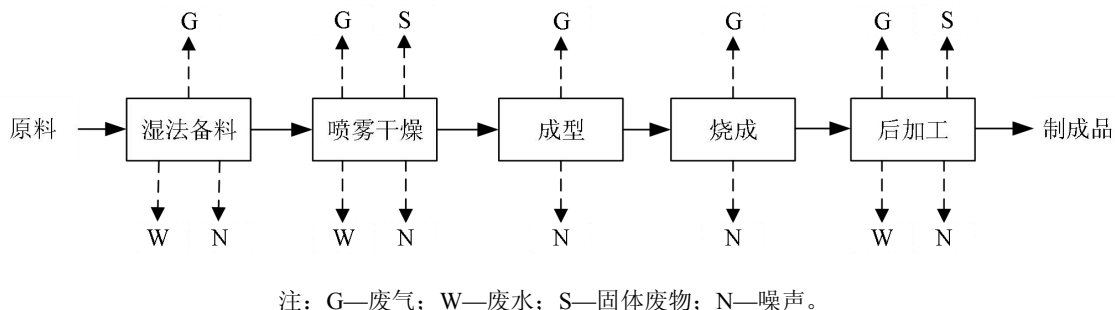 G G S G G G S
原料 湿法备料 喷雾干燥 成型 烧成 后加工 制成品
W N W N N N W N
注：G—废气；W—废水；S—固体废物；N—噪声。